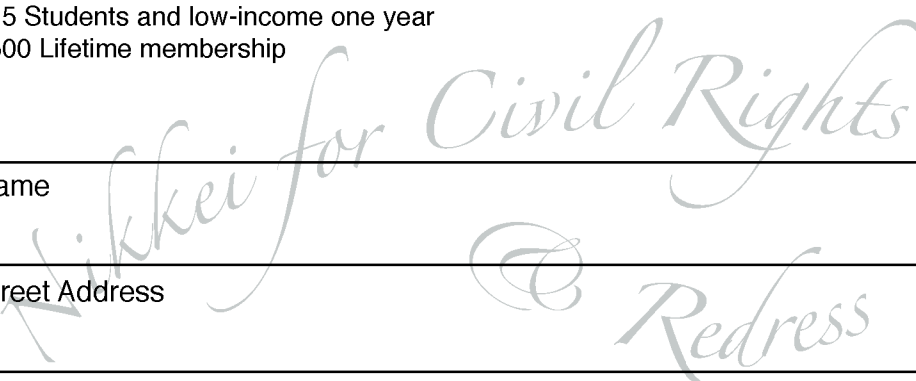 5 Students and low-income one year
00 Lifetime membership
Nikkei for Civil Rights
&
Redress
ame
reet Address